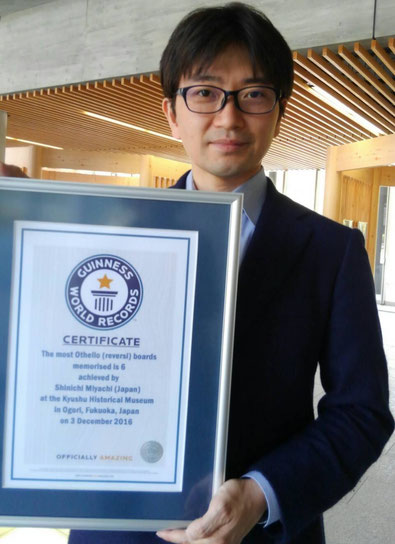 GUINNESS
WORLD RECORDS
CERTIFICATE
The most Othello (reversi) boards
memorised is 6
achieved by
Shinichi Miyachi (Japan)
at the Kyushu Historical Museum
in Ogori, Fukuoka, Japan
on 3 December 2016
OFFICIALLY AMAZING